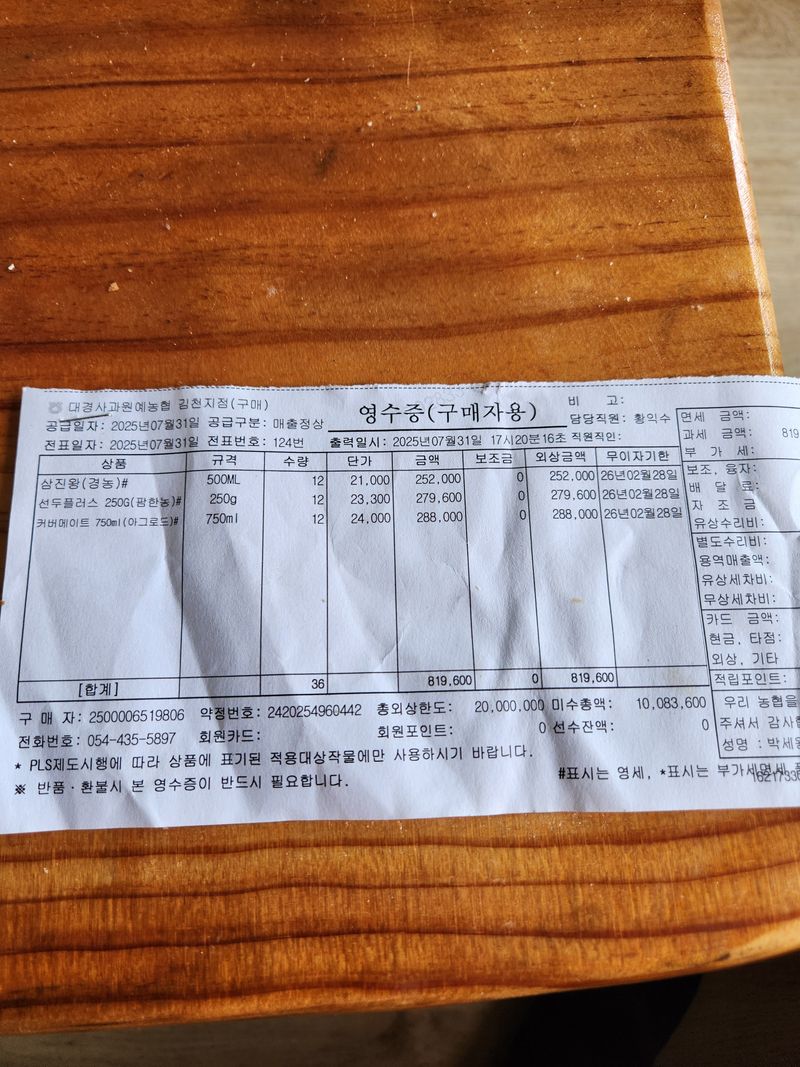 대경사과원예농협 김천지점(구매)
영수증(구매자용)
비 고:
공급일자: 2025년07월31일 공급구분: 매출정상
담당직원: 황익수
전표일자: 2025년07월31일 전표번호: 124번 출력일시: 2025년07월31일 17시20분16초 직원직인:
상품 규격 수량 단가 금액 보조금 외상금액 무이자기한
삼진왕(경농)# 500ML 12 21,000 252,000 0 252,000 26년02월28일
선두플러스 250G(팜한농)# 250g 12 23,300 279,600 0 279,600 26년02월28일
커버메이트 750ml(아그로드)# 750ml 12 24,000 288,000 0 288,000 26년02월28일
[합계] 36 819,600 0 819,600
면세 금액:
과세 금액: 819
부 가 세:
보조, 융자:
배 달 료:
자 조 금
유상수리비:
별도수리비:
용역매출액:
유상세차비:
무상세차비:
카드 금액:
현금, 타점:
외상, 기타
적립포인트:
구 매 자: 2500006519806 약정번호: 2420254960442 총외상한도: 20,000,000 미수총액: 10,083,600
전화번호: 054-435-5897 회원카드: 회원포인트: 0 선수잔액: 0
우리 농협을
주셔서 감사합
성명 : 박세원
* PLS제도시행에 따라 상품에 표기된 적용대상작물에만 사용하시기 바랍니다.
※ 반품·환불시 본 영수증이 반드시 필요합니다.
#표시는 영세, *표시는 부가세면세